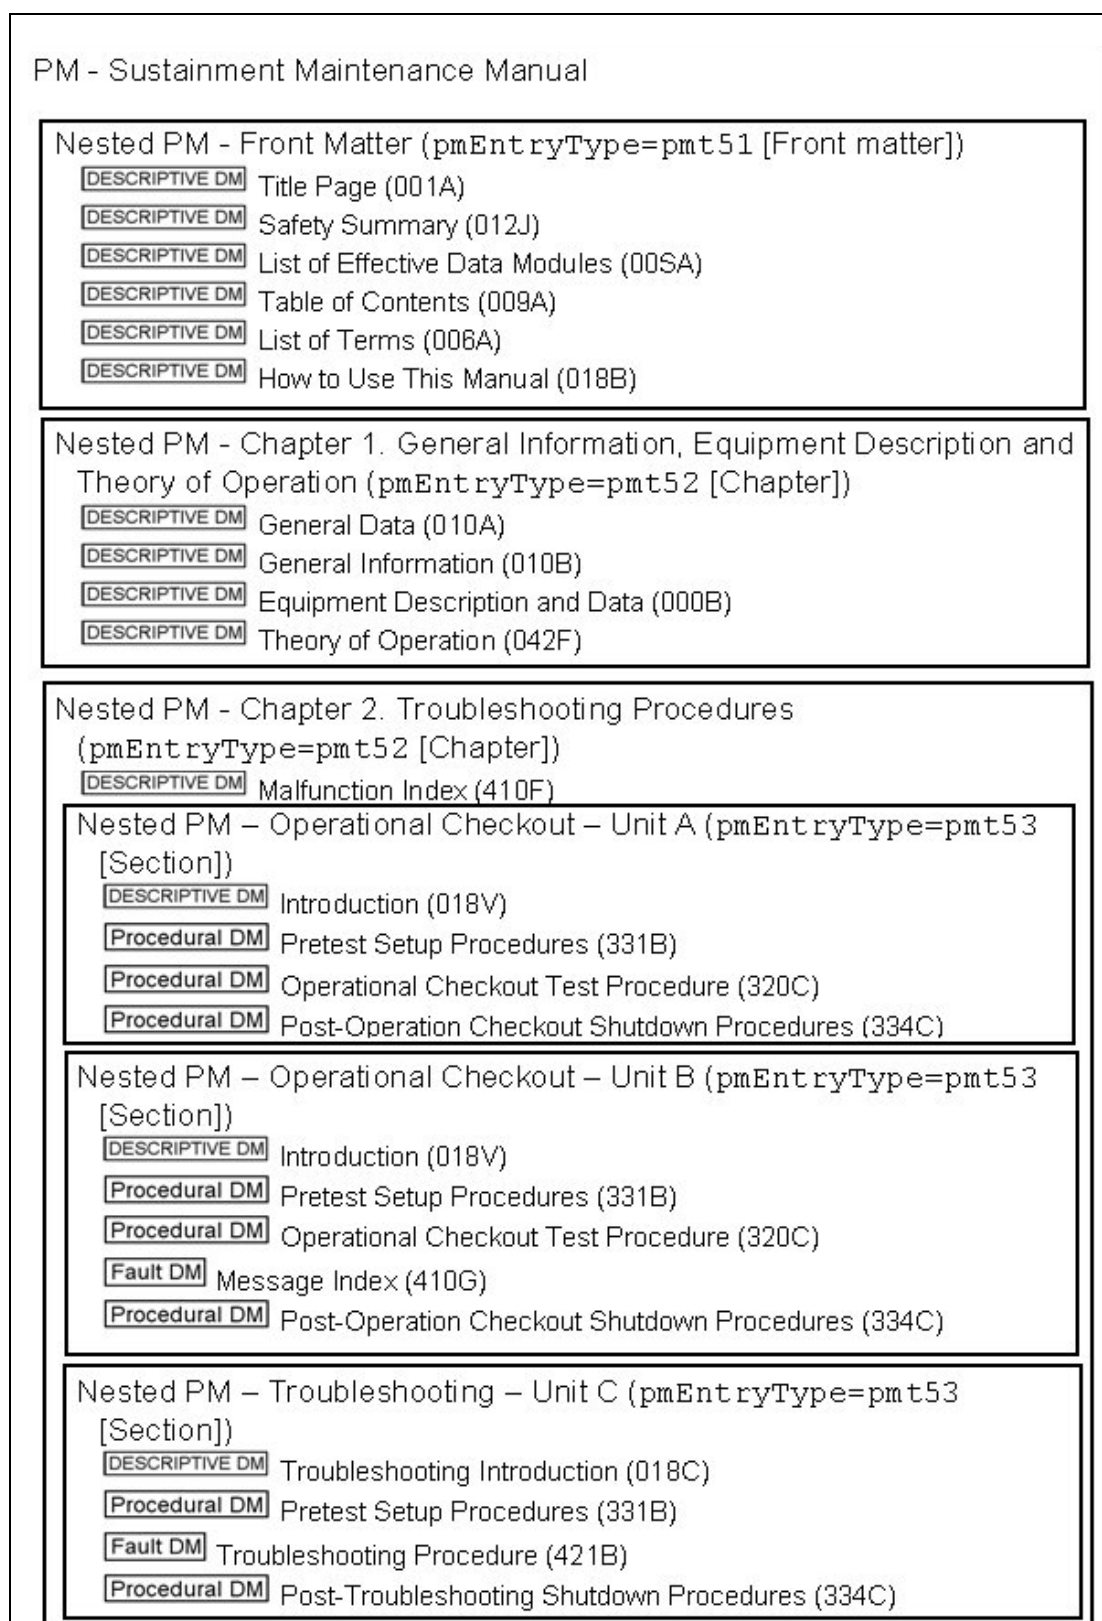 PM - Sustainment Maintenance Manual
Nested PM - Front Matter (pmEntryType=pmt51 [Front matter])
DESCRIPTIVE DM Title Page (001A)
DESCRIPTIVE DM Safety Summary (012J)
DESCRIPTIVE DM List of Effective Data Modules (00SA)
DESCRIPTIVE DM Table of Contents (009A)
DESCRIPTIVE DM List of Terms (006A)
DESCRIPTIVE DM How to Use This Manual (018B)
Nested PM - Chapter 1. General Information, Equipment Description and
Theory of Operation (pmEntryType=pmt52 [Chapter])
DESCRIPTIVE DM General Data (010A)
DESCRIPTIVE DM General Information (010B)
DESCRIPTIVE DM Equipment Description and Data (000B)
DESCRIPTIVE DM Theory of Operation (042F)
Nested PM - Chapter 2. Troubleshooting Procedures
(pmEntryType=pmt52 [Chapter])
DESCRIPTIVE DM Malfunction Index (410F)
Nested PM – Operational Checkout – Unit A (pmEntryType=pmt53
[Section])
DESCRIPTIVE DM Introduction (018V)
Procedural DM Pretest Setup Procedures (331B)
Procedural DM Operational Checkout Test Procedure (320C)
Procedural DM Post-Operation Checkout Shutdown Procedures (334C)
Nested PM – Operational Checkout – Unit B (pmEntryType=pmt53
[Section])
DESCRIPTIVE DM Introduction (018V)
Procedural DM Pretest Setup Procedures (331B)
Procedural DM Operational Checkout Test Procedure (320C)
Fault DM Message Index (410G)
Procedural DM Post-Operation Checkout Shutdown Procedures (334C)
Nested PM – Troubleshooting – Unit C (pmEntryType=pmt53
[Section])
DESCRIPTIVE DM Troubleshooting Introduction (018C)
Procedural DM Pretest Setup Procedures (331B)
Fault DM Troubleshooting Procedure (421B)
Procedural DM Post-Troubleshooting Shutdown Procedures (334C)